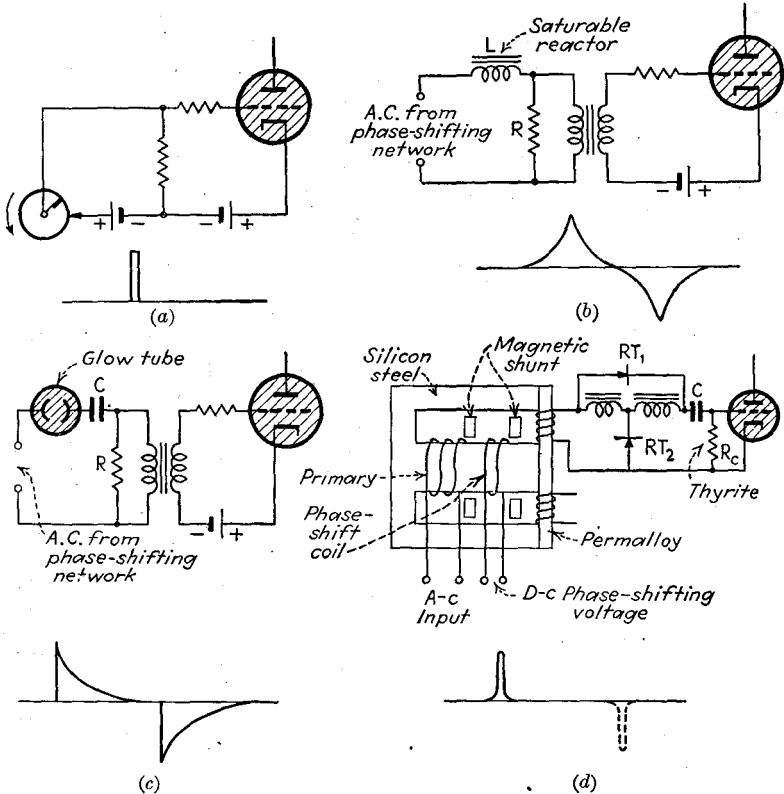 + - - +
(a)
Saturable
reactor
L
A.C. from
phase-shifting
network
R
- +
(b)
Glow tube
C
R
A.C. from
phase-shifting
network
- +
(c)
Silicon
steel
Magnetic
shunt
RT1
C
RT2
Rc
Thyrite
Primary
Phase-
shift
coil
Permalloy
A-c
Input
D-c Phase-shifting
voltage
(d)